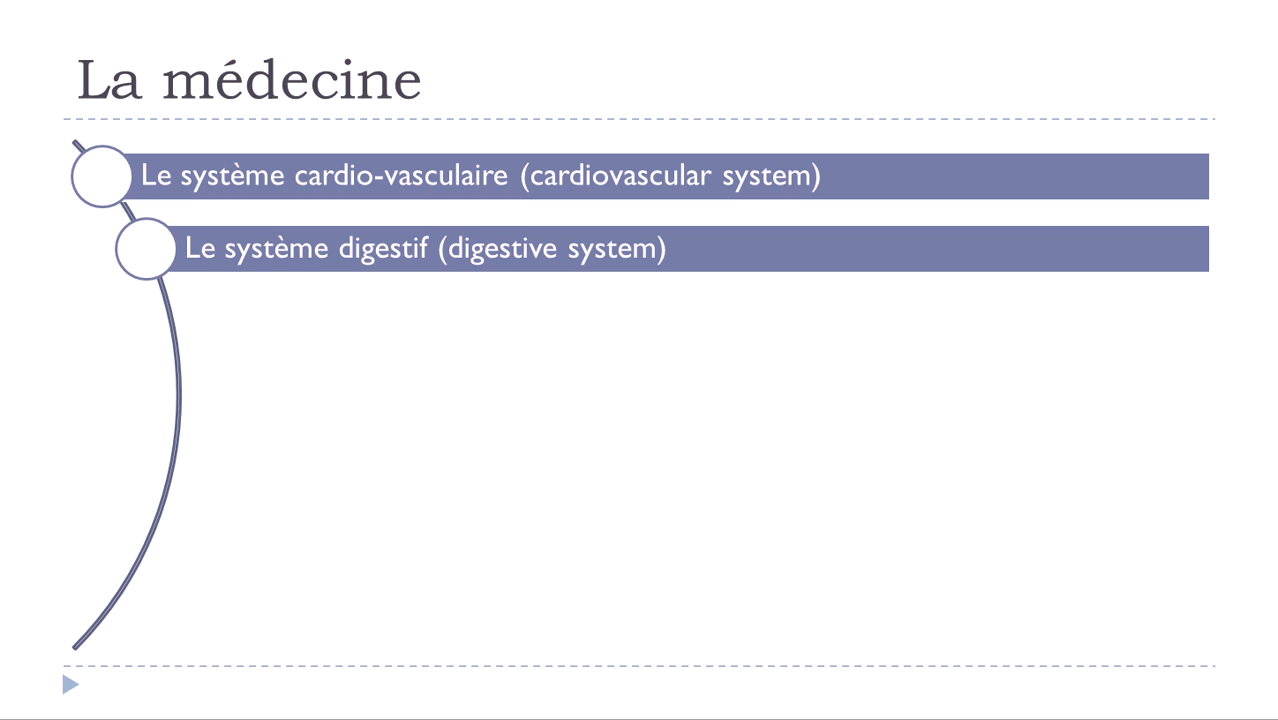 La médecine
Le système cardio-vasculaire (cardiovascular system)
Le système digestif (digestive system)